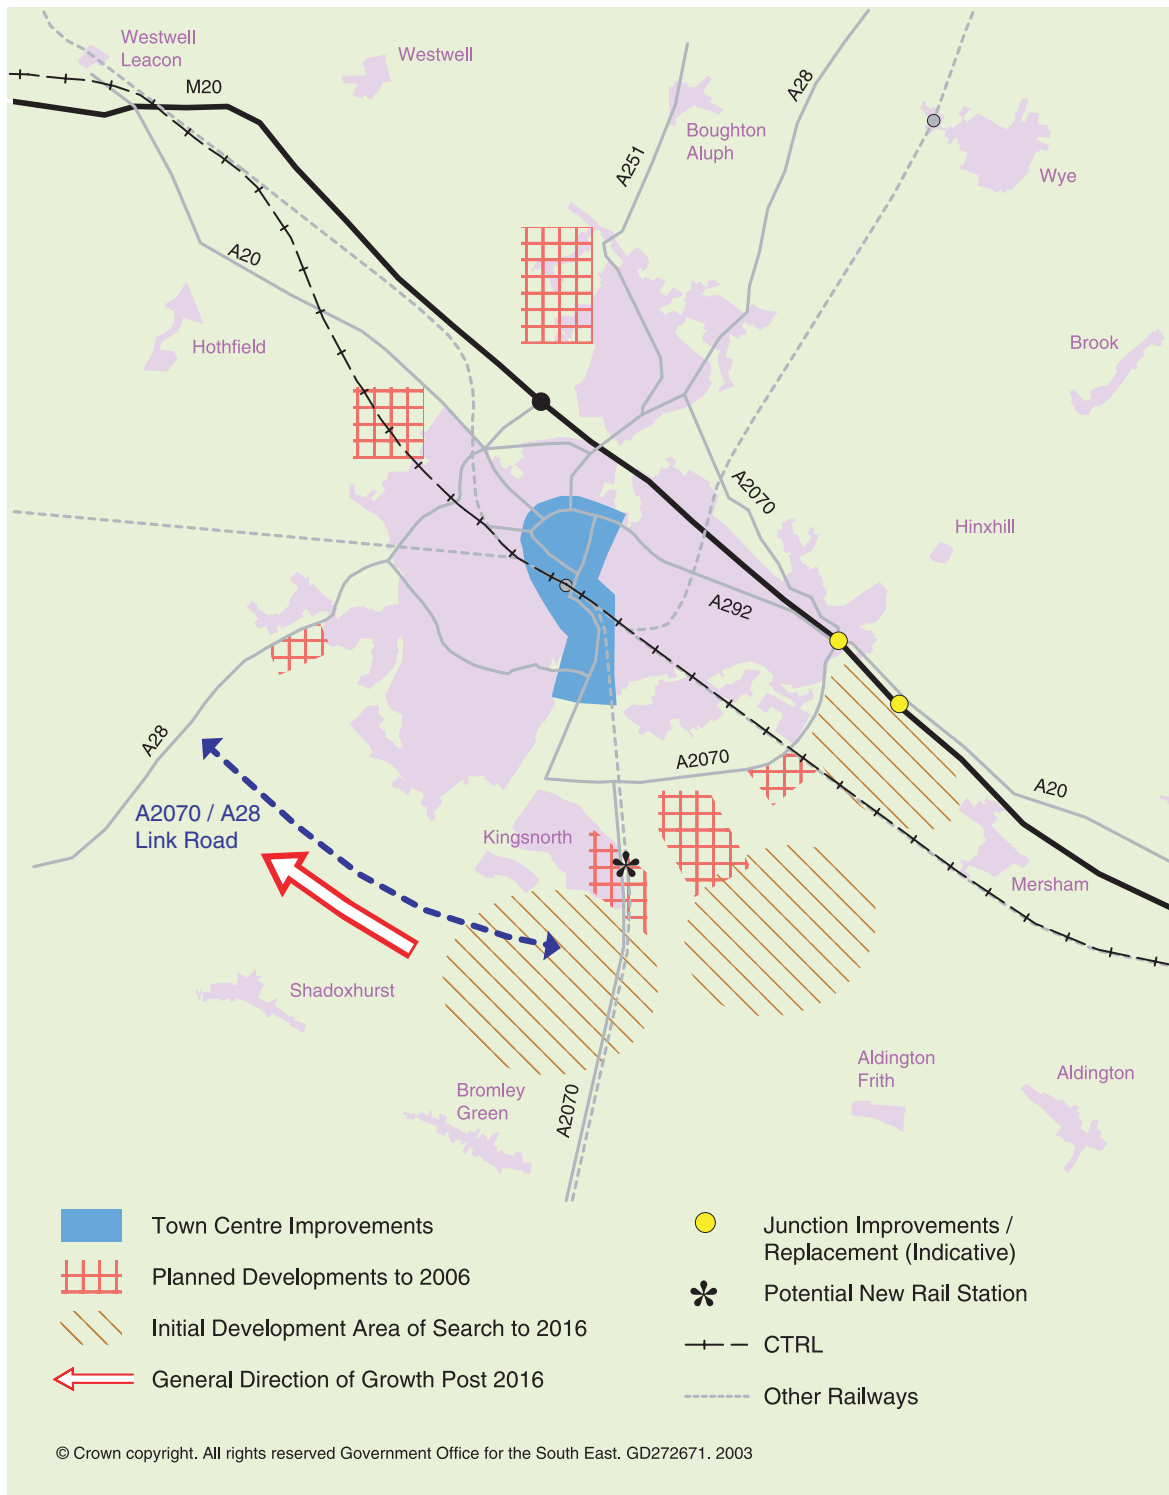 Westwell
Leacon
Westwell
M20
A28
Boughton
Aluph
A251
Wye
A20
Hothfield
Brook
A2070
Hinxhill
A292
A28
A2070
A20
A2070 / A28
Link Road
Kingsnorth
Mersham
Shadoxhurst
Aldington
Frith
Aldington
Bromley
Green
A2070
Town Centre Improvements
Planned Developments to 2006
Initial Development Area of Search to 2016
General Direction of Growth Post 2016
Junction Improvements /
Replacement (Indicative)
Potential New Rail Station
CTRL
Other Railways
© Crown copyright. All rights reserved Government Office for the South East. GD272671. 2003